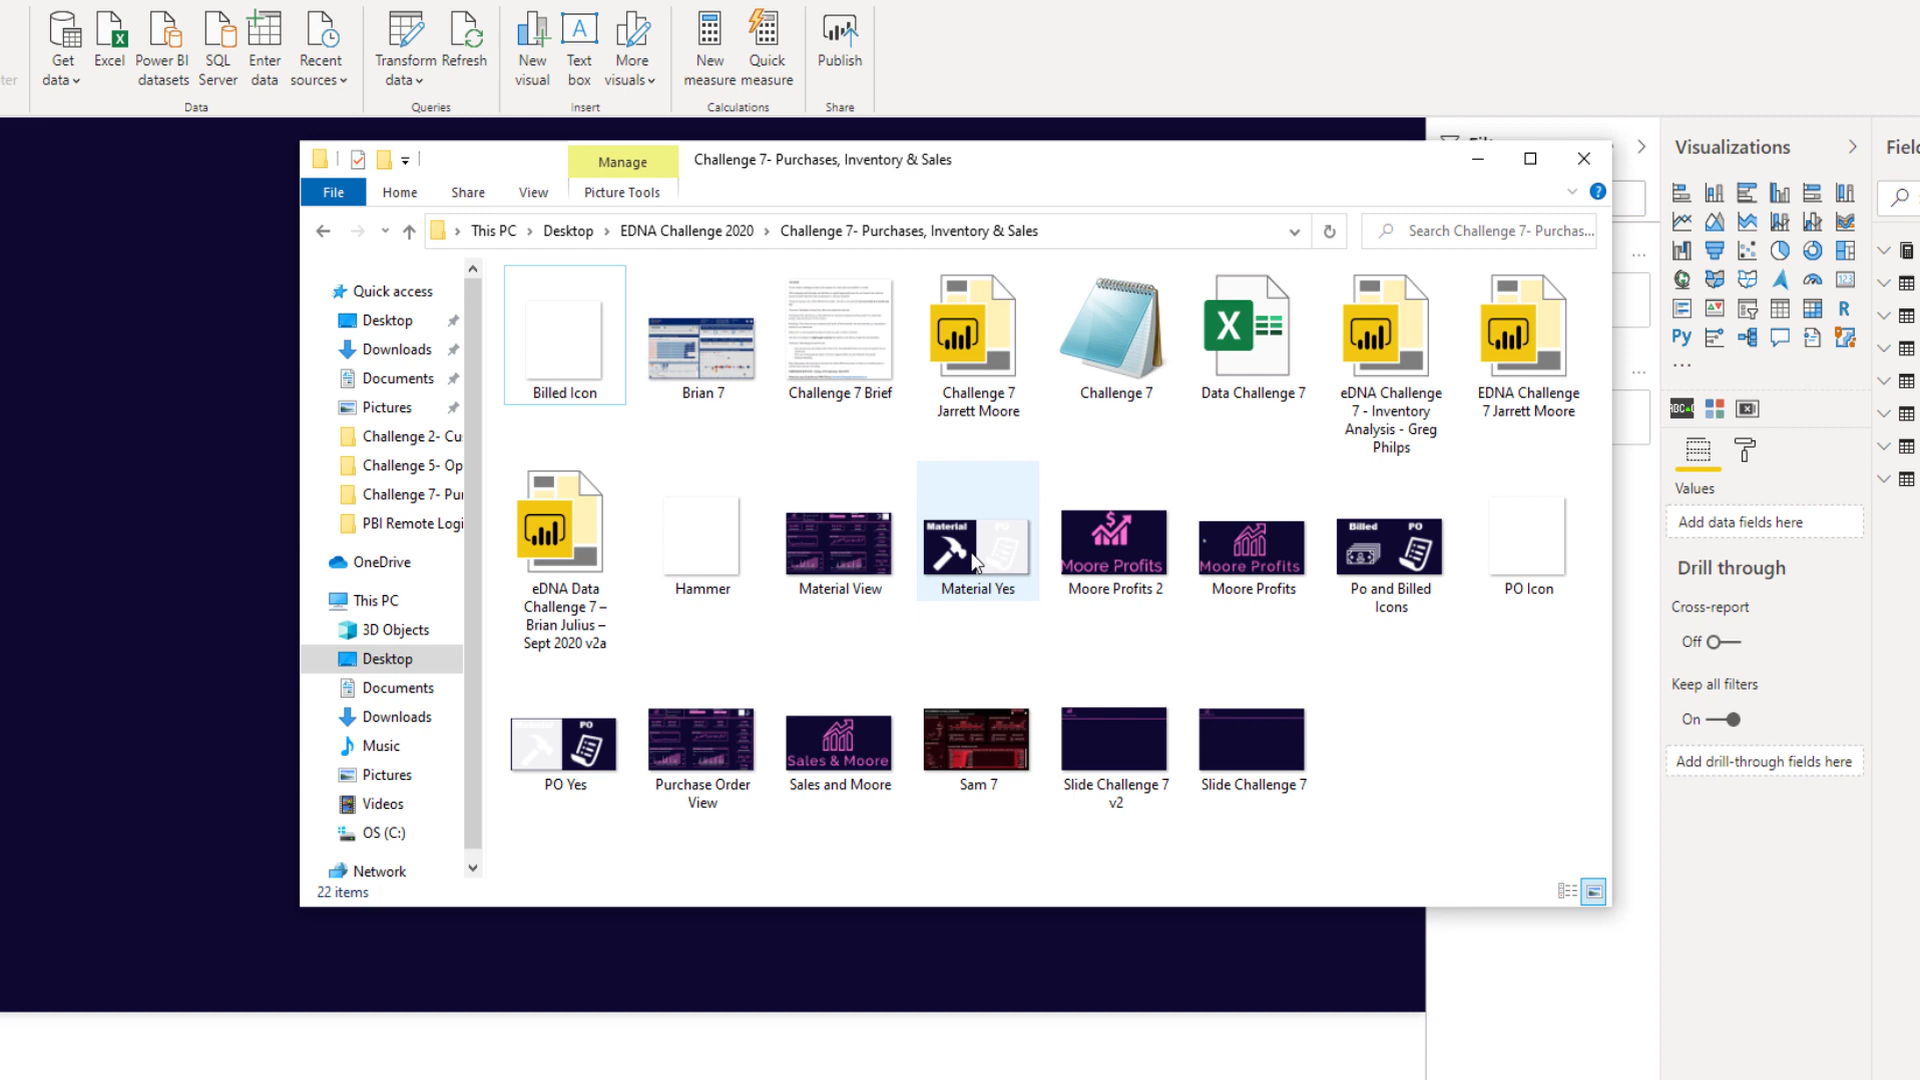 Get data
Excel
Power BI datasets
SQL Server
Enter data
Recent sources
Transform data
Refresh
New visual
Text box
More visuals
New measure
Quick measure
Publish
Data
Queries
Insert
Calculations
Share
Manage
Challenge 7- Purchases, Inventory & Sales
File
Home
Share
View
Picture Tools
This PC
Desktop
EDNA Challenge 2020
Challenge 7- Purchases, Inventory & Sales
Search Challenge 7- Purchas...
Quick access
Desktop
Downloads
Documents
Pictures
Challenge 2- Cu
Challenge 5- Op
Challenge 7- Pu
PBI Remote Logi
OneDrive
This PC
3D Objects
Desktop
Documents
Downloads
Music
Pictures
Videos
OS (C:)
Network
22 items
Billed Icon
Brian 7
Challenge 7 Brief
Challenge 7
Jarrett Moore
Challenge 7
Data Challenge 7
eDNA Challenge
7 - Inventory
Analysis - Greg
Philps
EDNA Challenge
7 Jarrett Moore
eDNA Data
Challenge 7 –
Brian Julius –
Sept 2020 v2a
Hammer
Material View
Material
PO
Material Yes
Moore Profits
Moore Profits 2
Moore Profits
Moore Profits
Billed PO
Po and Billed
Icons
PO Icon
PO
PO Yes
Purchase Order
View
Sales & Moore
Sales and Moore
Sam 7
Slide Challenge 7
v2
Slide Challenge 7
Visualizations
R
Py
123
ABC
Values
Add data fields here
Drill through
Cross-report
Off
Keep all filters
On
Add drill-through fields here